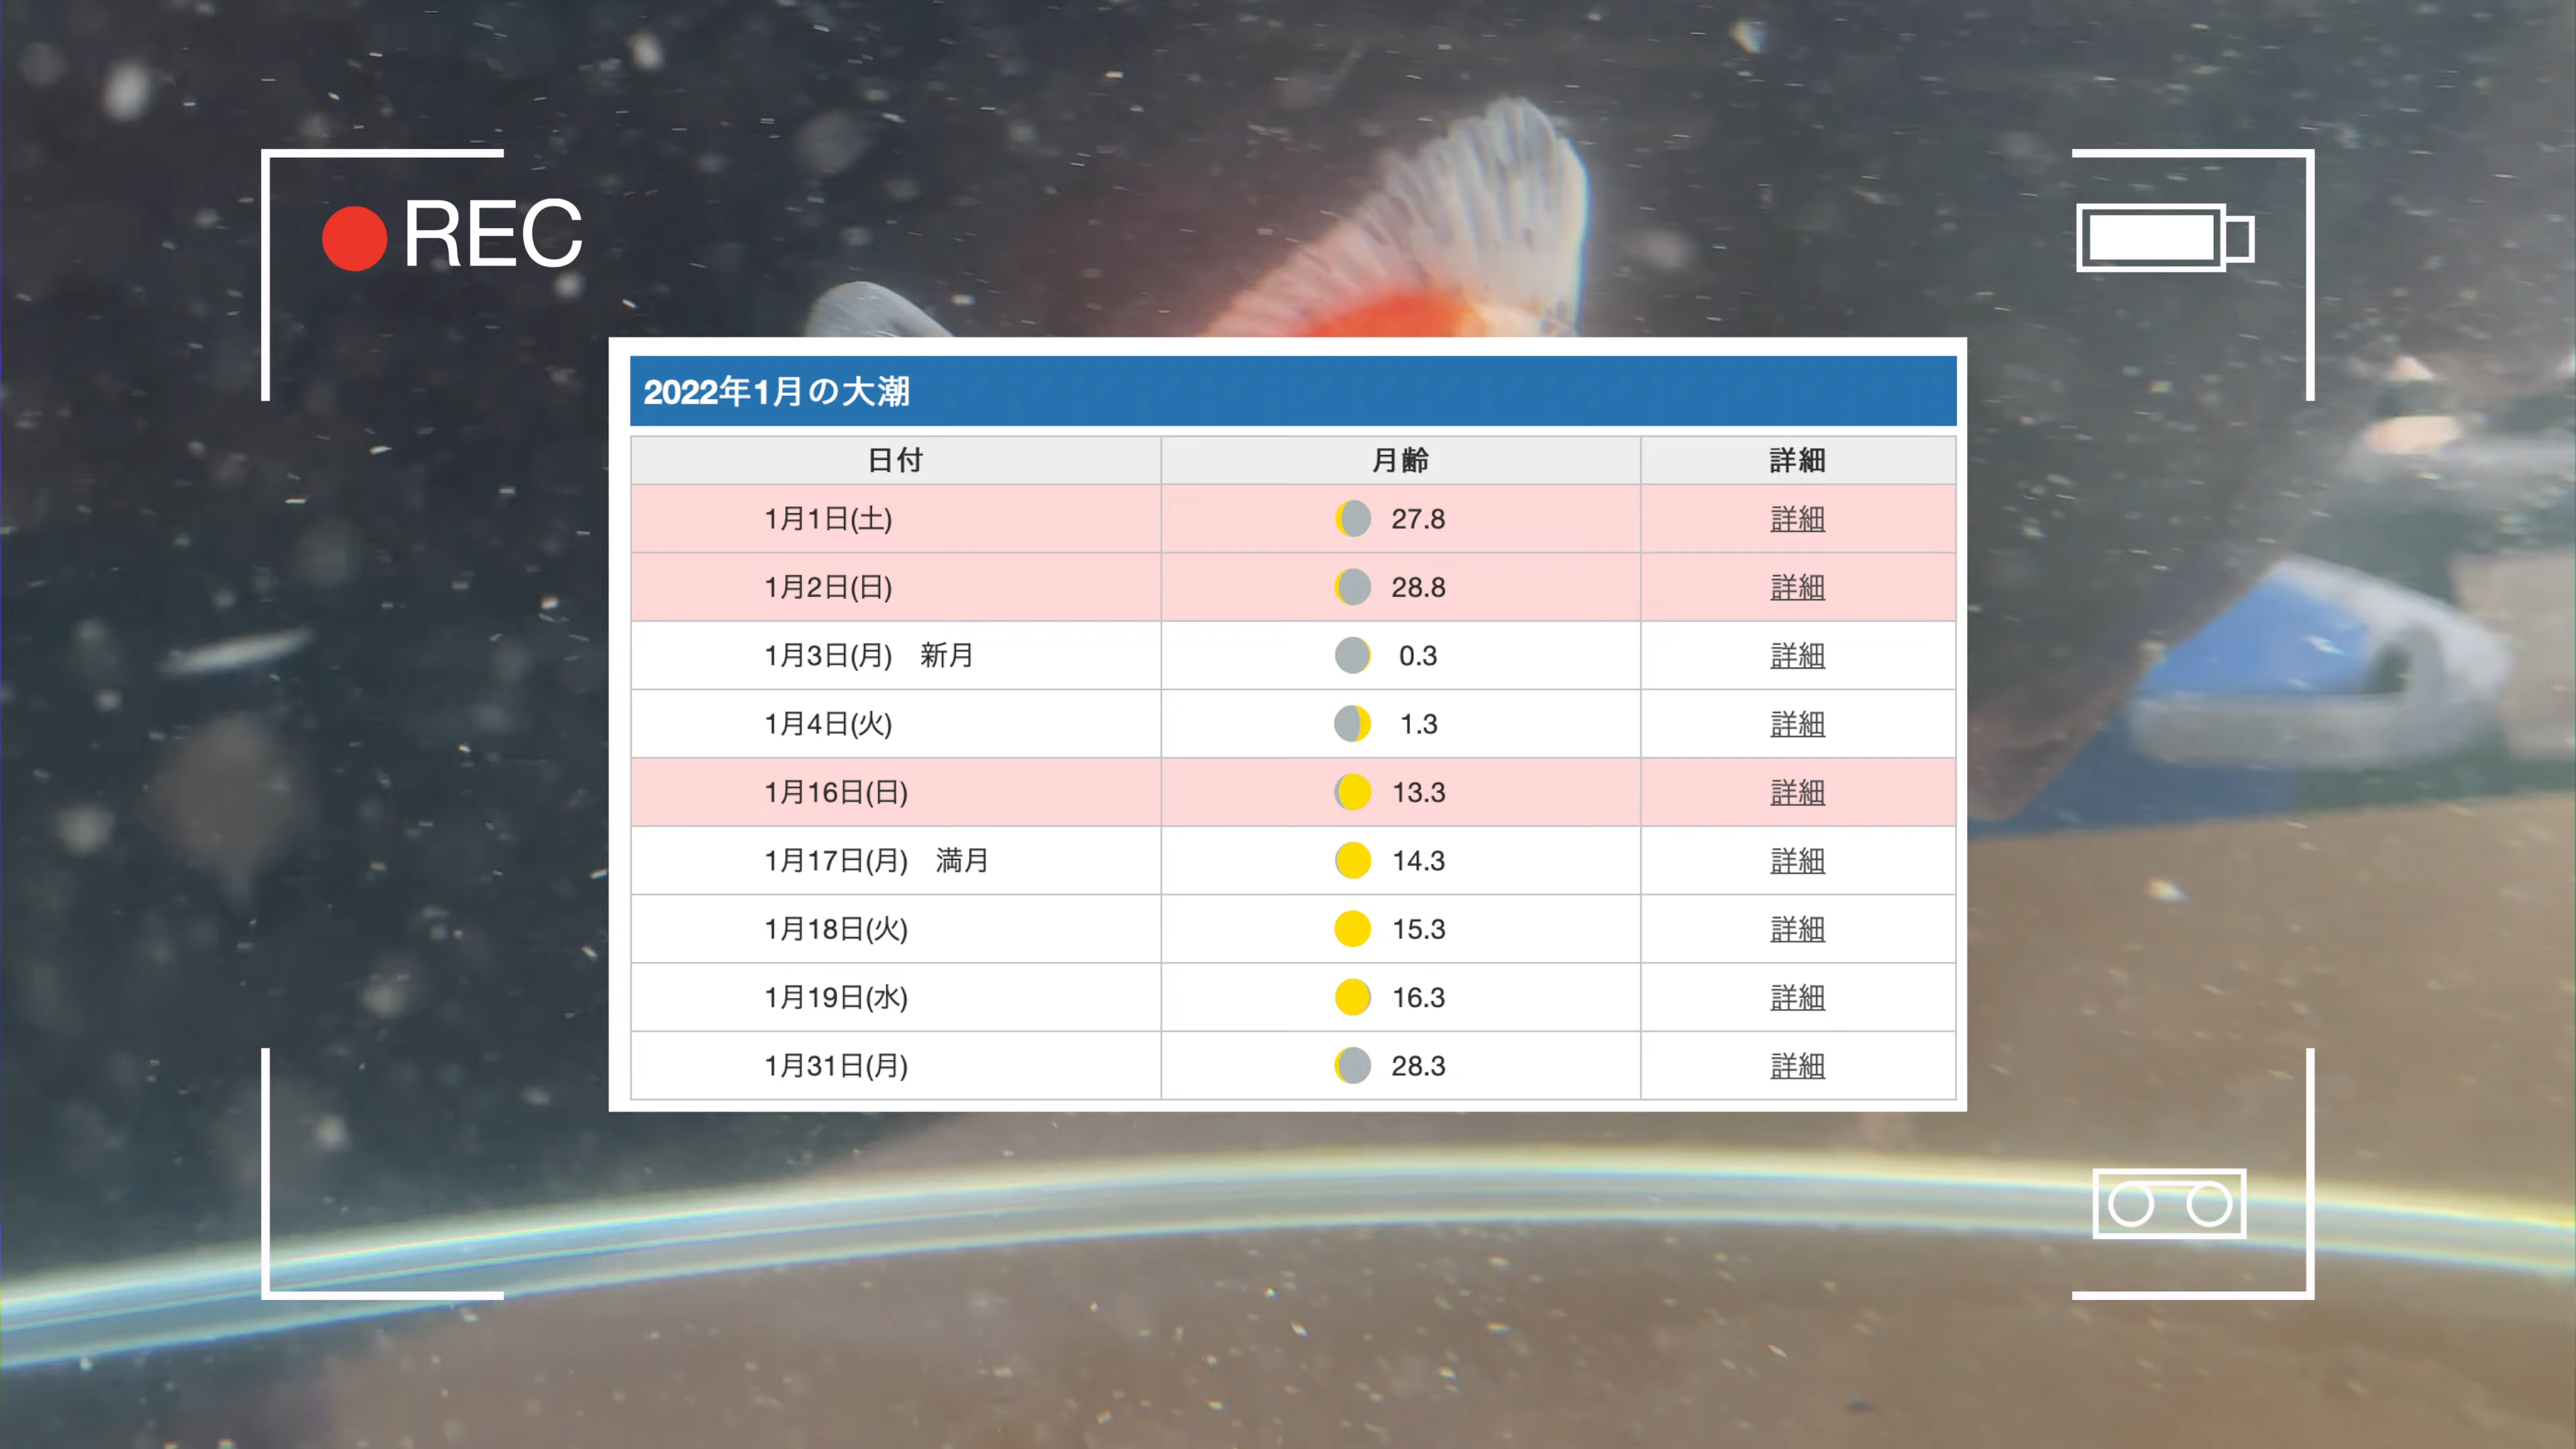 REC
2022年1月の大潮
日付 月齢 詳細
1月1日(土) 27.8 詳細
1月2日(日) 28.8 詳細
1月3日(月) 新月 0.3 詳細
1月4日(火) 1.3 詳細
1月16日(日) 13.3 詳細
1月17日(月) 満月 14.3 詳細
1月18日(火) 15.3 詳細
1月19日(水) 16.3 詳細
1月31日(月) 28.3 詳細